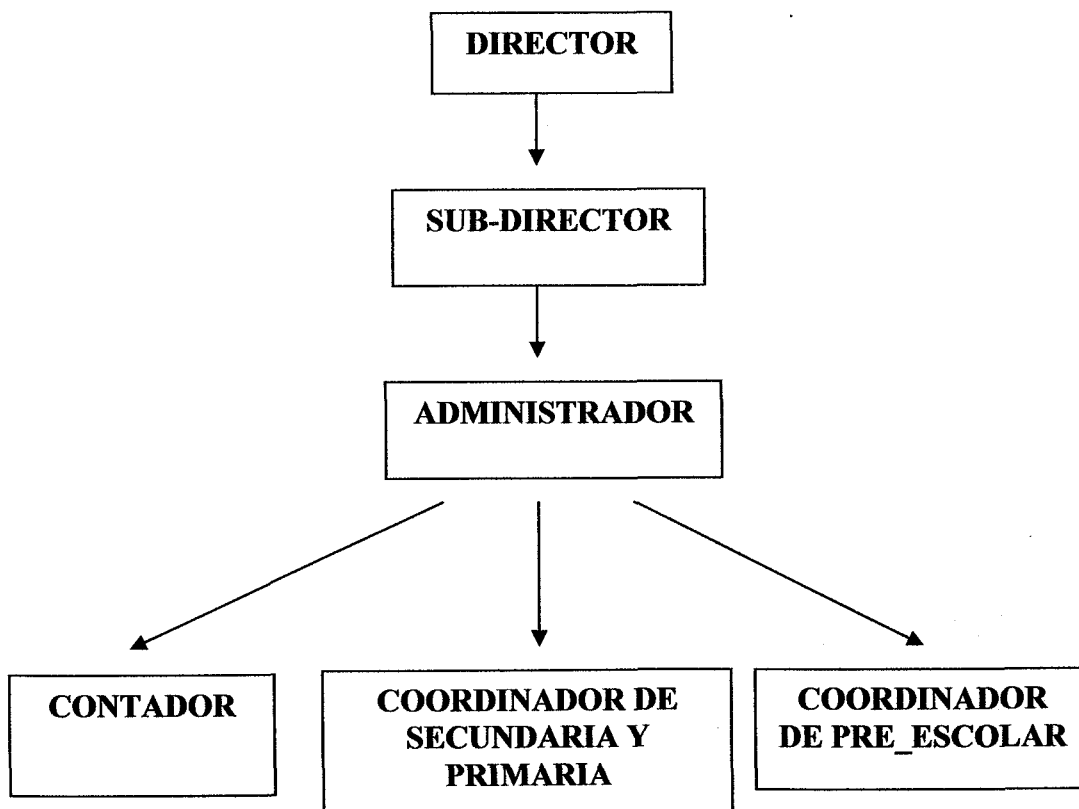 DIRECTOR
SUB-DIRECTOR
ADMINISTRADOR
CONTADOR
COORDINADOR DE
SECUNDARIA Y
PRIMARIA
COORDINADOR
DE PRE_ESCOLAR